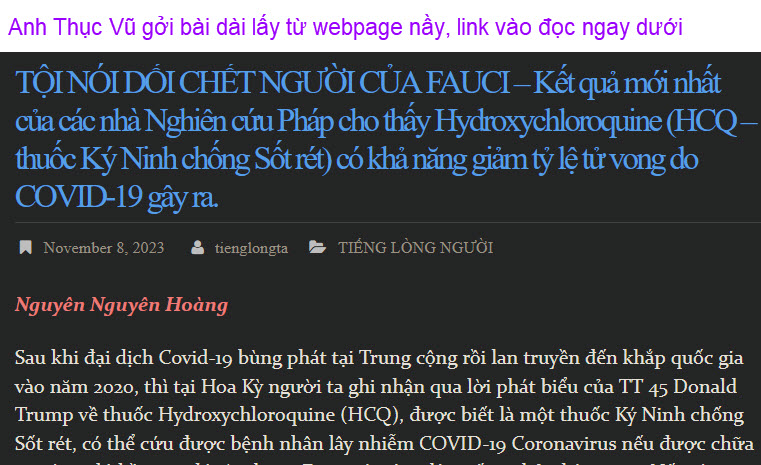 Anh Thục Vũ gởi bài dài lấy từ webpage nầy, link vào đọc ngay dưới
TỘI NÓI DỐI CHẾT NGƯỜI CỦA FAUCI – Kết quả mới nhất
của các nhà Nghiên cứu Pháp cho thấy Hydroxychloroquine (HCQ –
thuốc Ký Ninh chống Sốt rét) có khả năng giảm tỷ lệ tử vong do
COVID-19 gây ra.
November 8, 2023 tienglongta TIẾNG LÒNG NGƯỜI
Nguyên Nguyên Hoàng
Sau khi đại dịch Covid-19 bùng phát tại Trung cộng rồi lan truyền đến khắp quốc gia
vào năm 2020, thì tại Hoa Kỳ người ta ghi nhận qua lời phát biểu của TT 45 Donald
Trump về thuốc Hydroxychloroquine (HCQ), được biết là một thuốc Ký Ninh chống
Sốt rét, có thể cứu được bệnh nhân lây nhiễm COVID-19 Coronavirus nếu được chữa